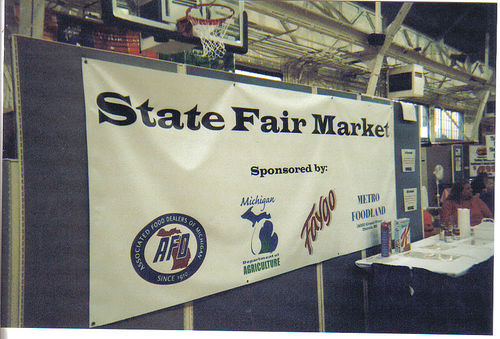 State Fair Market
Sponsored by:
ASSOCIATED FOOD DEALERS OF MICHIGAN
AFD
SINCE 1910
Michigan
Department of
AGRICULTURE
Faygo
METRO
FOODLAND